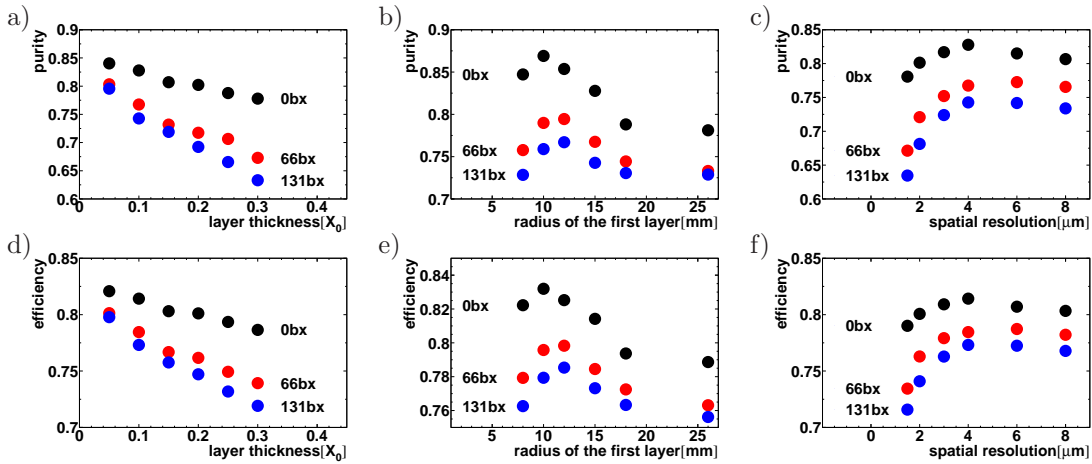 a)
purity
0.9
0.85
0.8
0.75
0.7
0.65
0.6
0bx
66bx
131bx
0 0.1 0.2 0.3 0.4
layer thickness[X0]
b)
purity
0.9
0.85
0.8
0.75
0.7
0bx
66bx
131bx
5 10 15 20 25
radius of the first layer[mm]
c)
purity
0.85
0.8
0.75
0.7
0.65
0.6
0bx
66bx
131bx
0 2 4 6 8
spatial resolution[μm]
d)
efficiency
0.85
0.8
0.75
0.7
0bx
66bx
131bx
0 0.1 0.2 0.3 0.4
layer thickness[X0]
e)
efficiency
0.84
0.82
0.8
0.78
0.76
0bx
66bx
131bx
5 10 15 20 25
radius of the first layer[mm]
f)
efficiency
0.85
0.8
0.75
0.7
0bx
66bx
131bx
0 2 4 6 8
spatial resolution[μm]